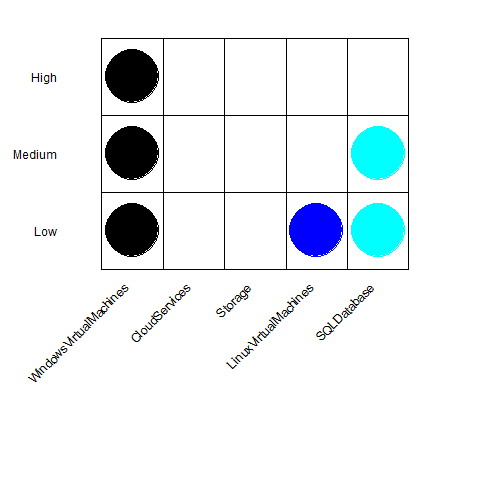 High
Medium
Low
WindowsVirtualMachines
CloudServices
Storage
LinuxVirtualMachines
SQLDatabase